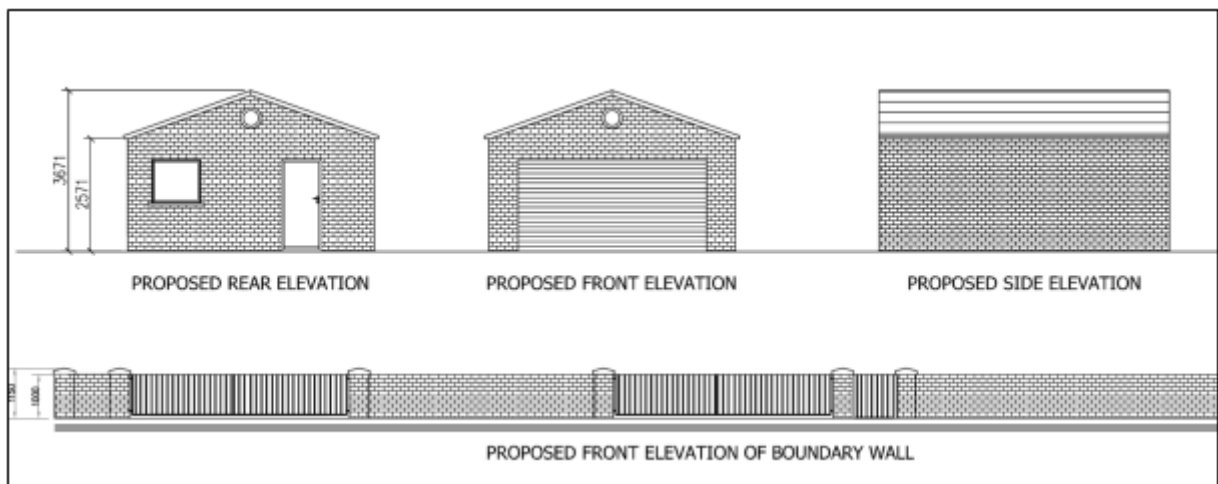 3671
2571
PROPOSED REAR ELEVATION
PROPOSED FRONT ELEVATION
PROPOSED SIDE ELEVATION
1000
PROPOSED FRONT ELEVATION OF BOUNDARY WALL